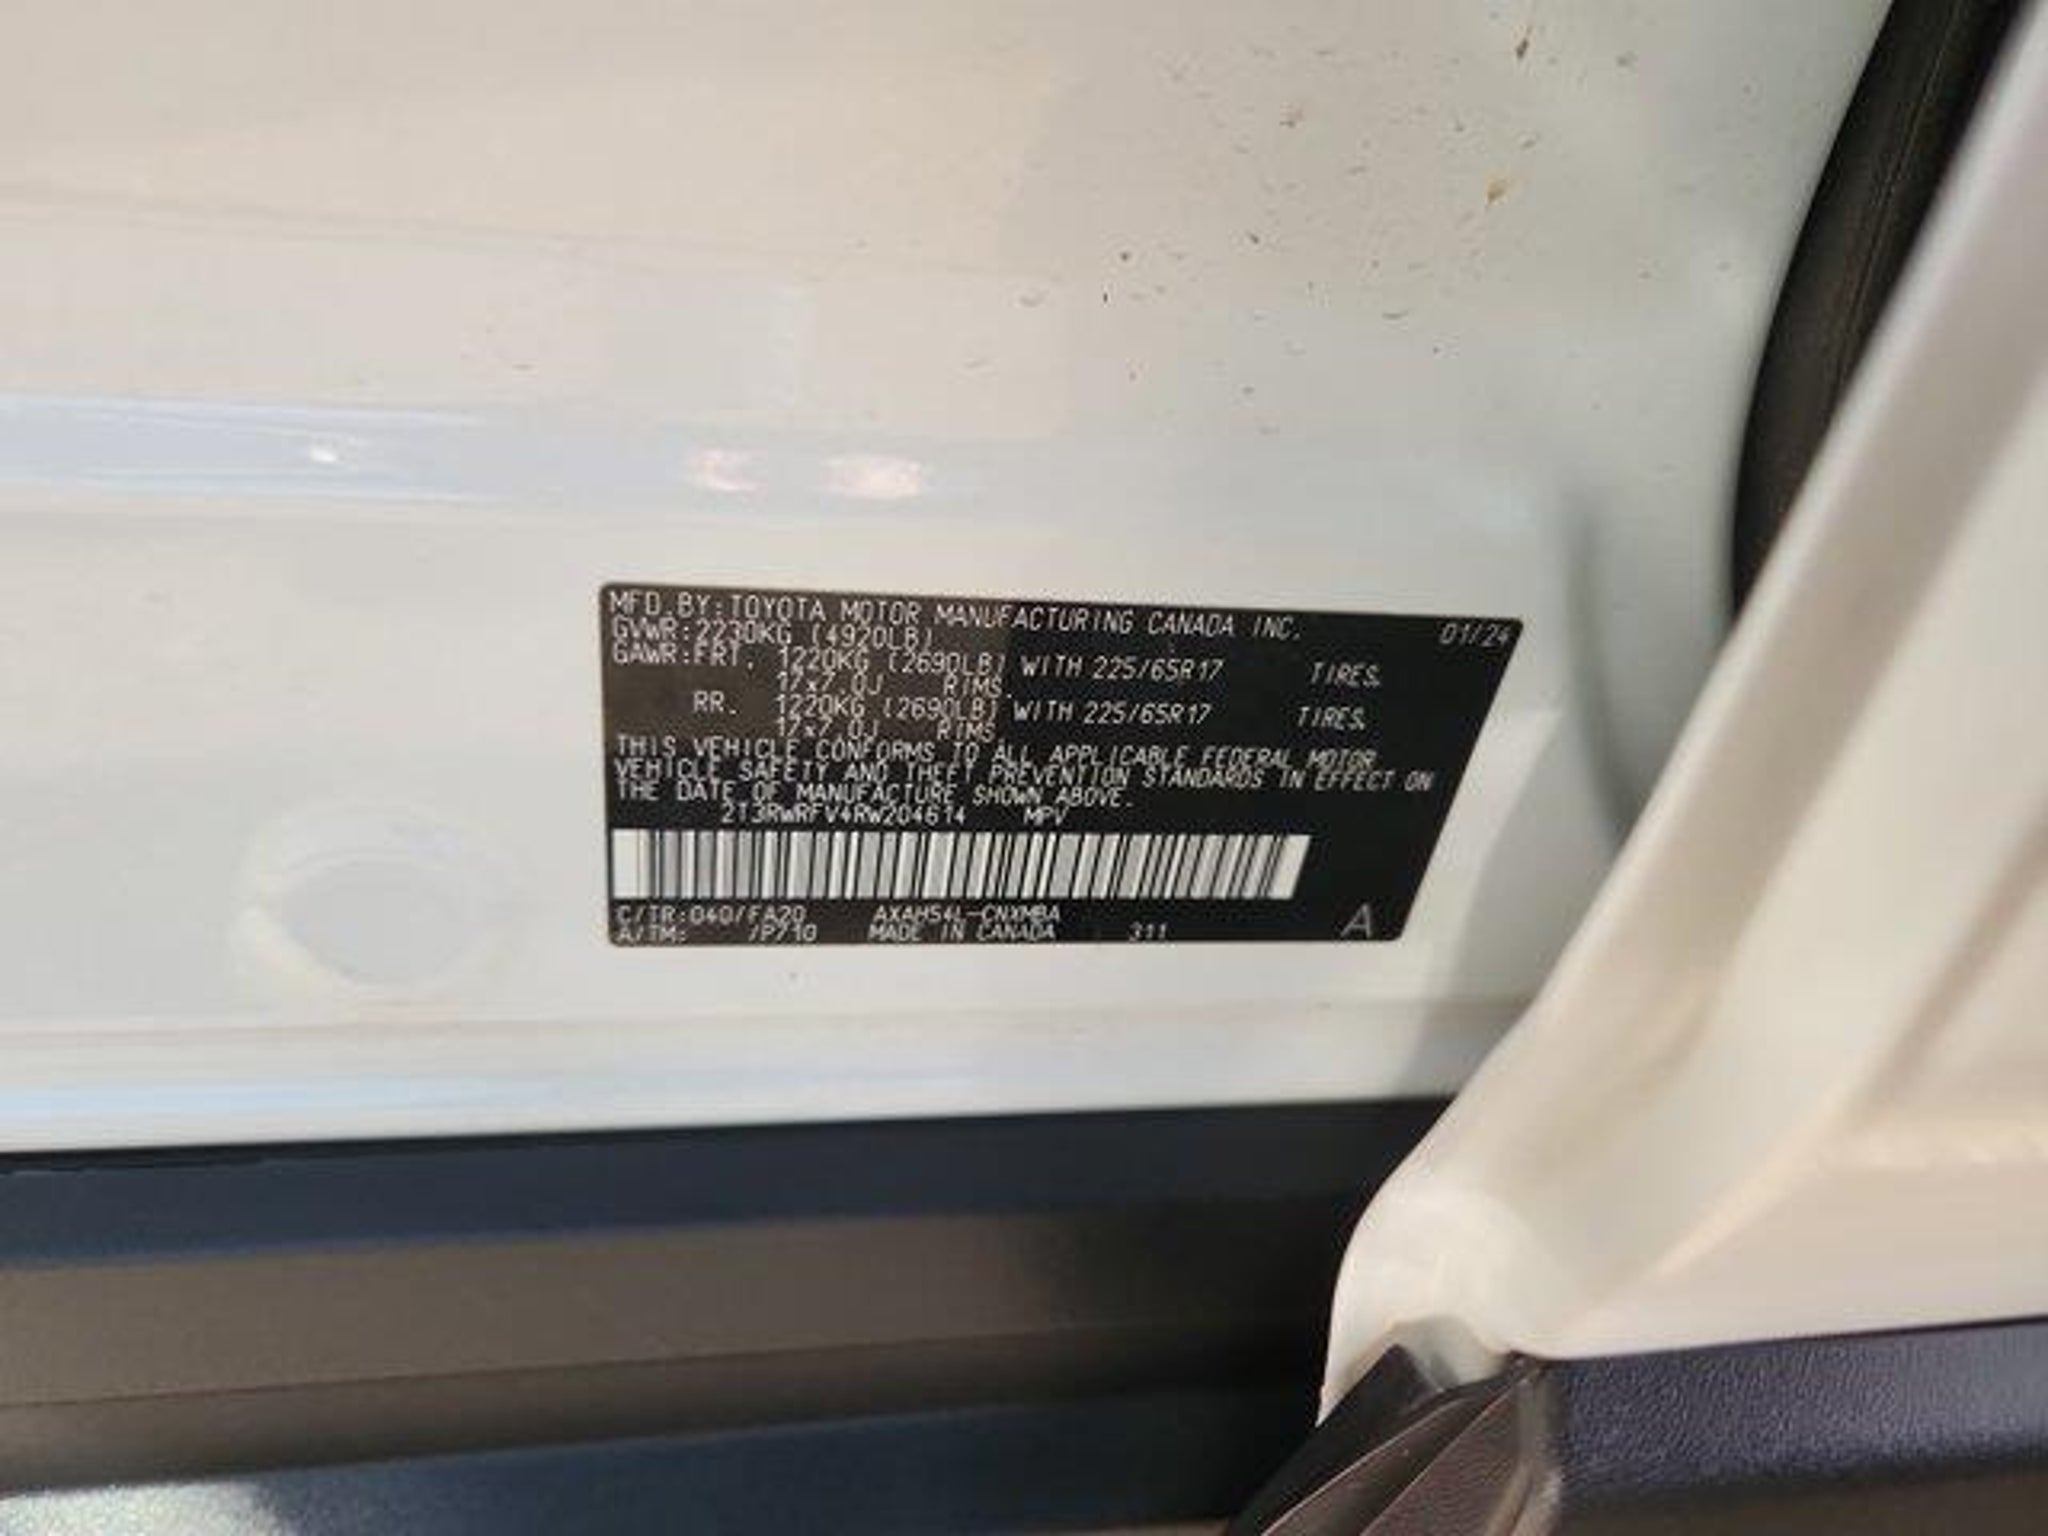 MFD.BY:TOYOTA MOTOR MANUFACTURING CANADA INC. 01/24
GVWR:2230KG (4920LB)
GAWR:FRT. 1220KG (2690LB) WITH 225/65R17 TIRES,
17x7.0J RIMS,
RR. 1220KG (2690LB) WITH 225/65R17 TIRES,
17x7.0J RIMS
THIS VEHICLE CONFORMS TO ALL APPLICABLE FEDERAL MOTOR
VEHICLE SAFETY AND THEFT PREVENTION STANDARDS IN EFFECT ON
THE DATE OF MANUFACTURE SHOWN ABOVE.
2T3RWRFV4RW204614 MPV
C/TR:040/FA20 AXAH54L-CNXMBA
A/TM: /P710 MADE IN CANADA 311 A